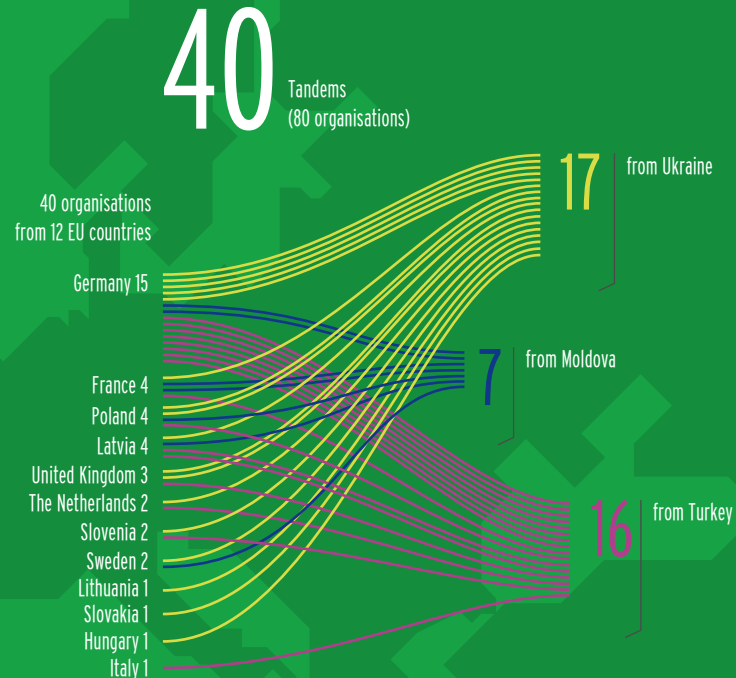 40
Tandems
(80 organisations)
40 organisations
from 12 EU countries
Germany 15
France 4
Poland 4
Latvia 4
United Kingdom 3
The Netherlands 2
Slovenia 2
Sweden 2
Lithuania 1
Slovakia 1
Hungary 1
Italy 1
17
from Ukraine
7
from Moldova
16
from Turkey